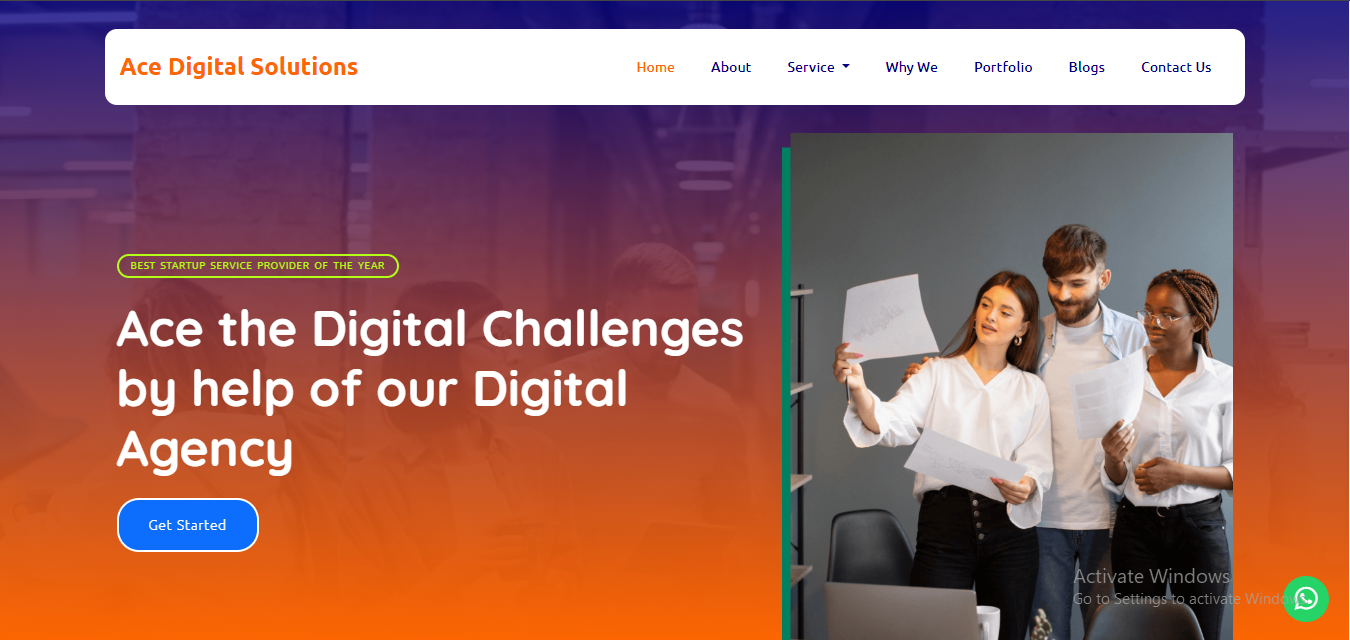 Ace Digital Solutions
Home About Service Why We Portfolio Blogs Contact Us
BEST STARTUP SERVICE PROVIDER OF THE YEAR
Ace the Digital Challenges
by help of our Digital
Agency
Get Started
Activate Windows
Go to Settings to activate Windows